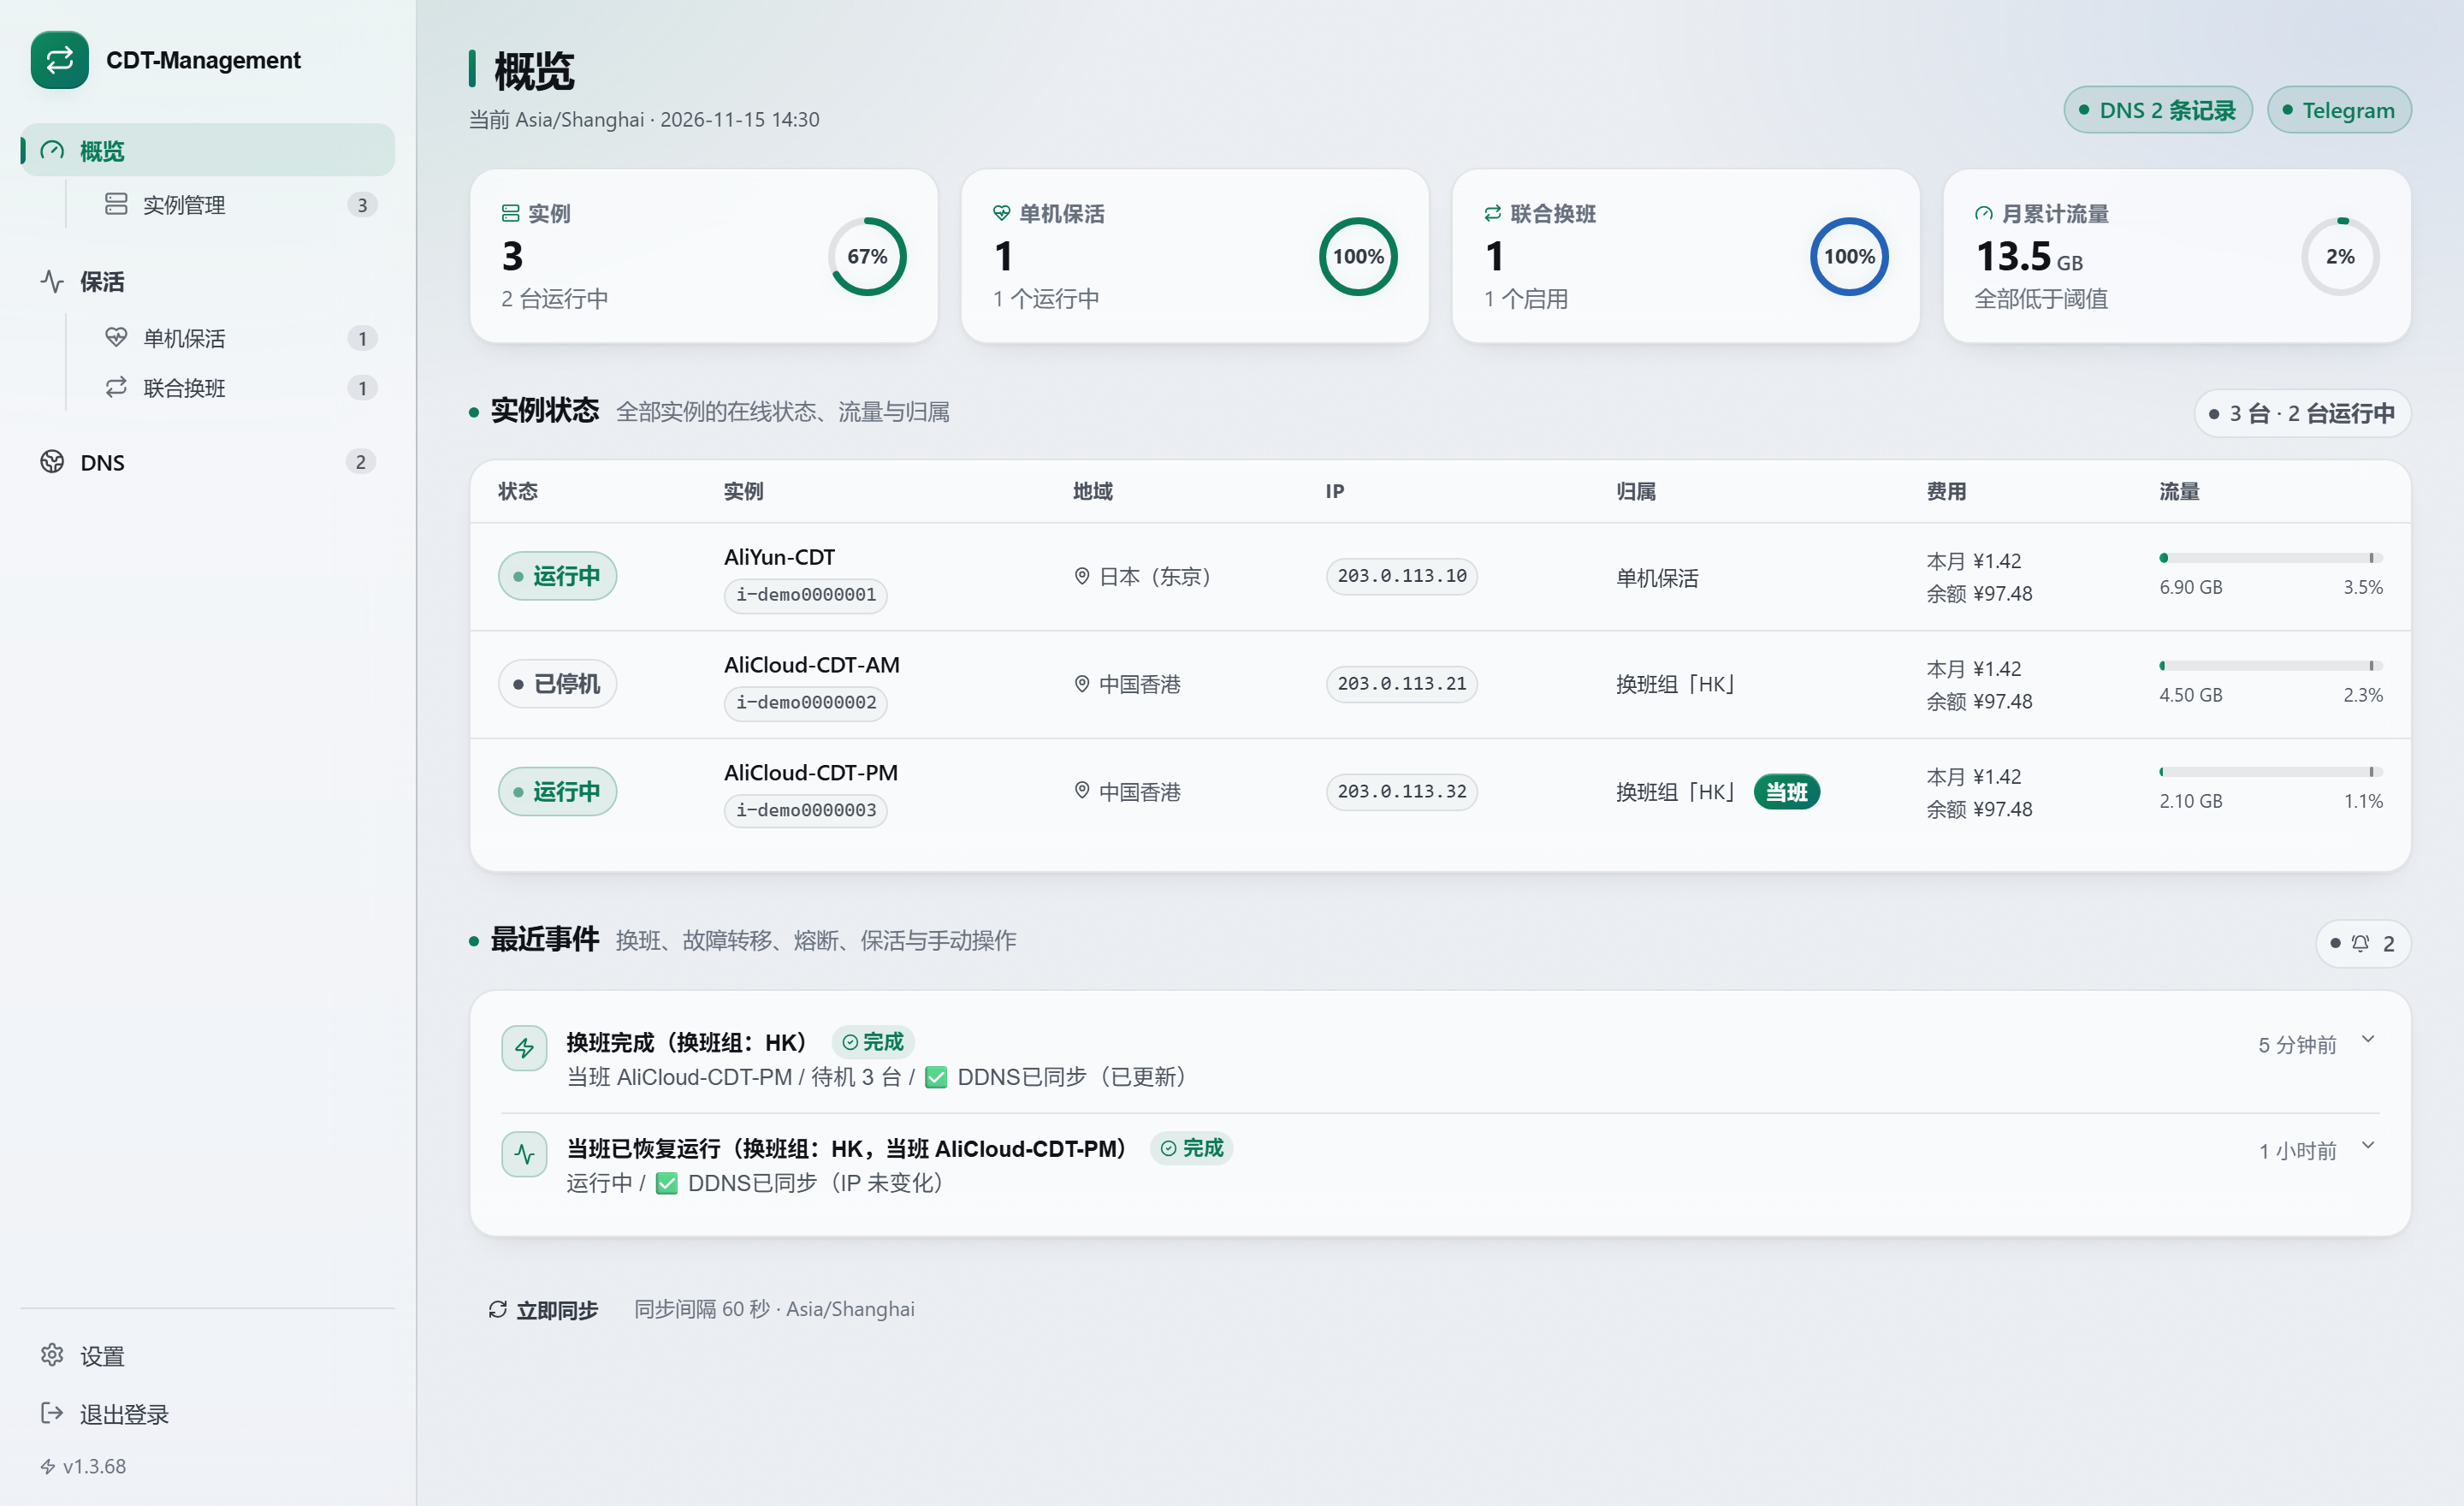 CDT-Management
概览
实例管理 3
保活
单机保活 1
联合换班 1
DNS 2
设置
退出登录
v1.3.68
概览
当前 Asia/Shanghai · 2026-11-15 14:30
DNS 2 条记录
Telegram
实例
3
2 台运行中
67%
单机保活
1
1 个运行中
100%
联合换班
1
1 个启用
100%
月累计流量
13.5 GB
全部低于阈值
2%
实例状态 全部实例的在线状态、流量与归属
3 台 · 2 台运行中
状态 实例 地域 IP 归属 费用 流量
运行中
AliYun-CDT
i-demo0000001
日本（东京）
203.0.113.10
单机保活
本月 ¥1.42
余额 ¥97.48
6.90 GB 3.5%
已停机
AliCloud-CDT-AM
i-demo0000002
中国香港
203.0.113.21
换班组「HK」
本月 ¥1.42
余额 ¥97.48
4.50 GB 2.3%
运行中
AliCloud-CDT-PM
i-demo0000003
中国香港
203.0.113.32
换班组「HK」 当班
本月 ¥1.42
余额 ¥97.48
2.10 GB 1.1%
最近事件 换班、故障转移、熔断、保活与手动操作
2
换班完成（换班组：HK） 完成
当班 AliCloud-CDT-PM / 待机 3 台 / ✅ DDNS已同步（已更新）
5 分钟前
当班已恢复运行（换班组：HK，当班 AliCloud-CDT-PM） 完成
运行中 / ✅ DDNS已同步（IP 未变化）
1 小时前
立即同步 同步间隔 60 秒 · Asia/Shanghai